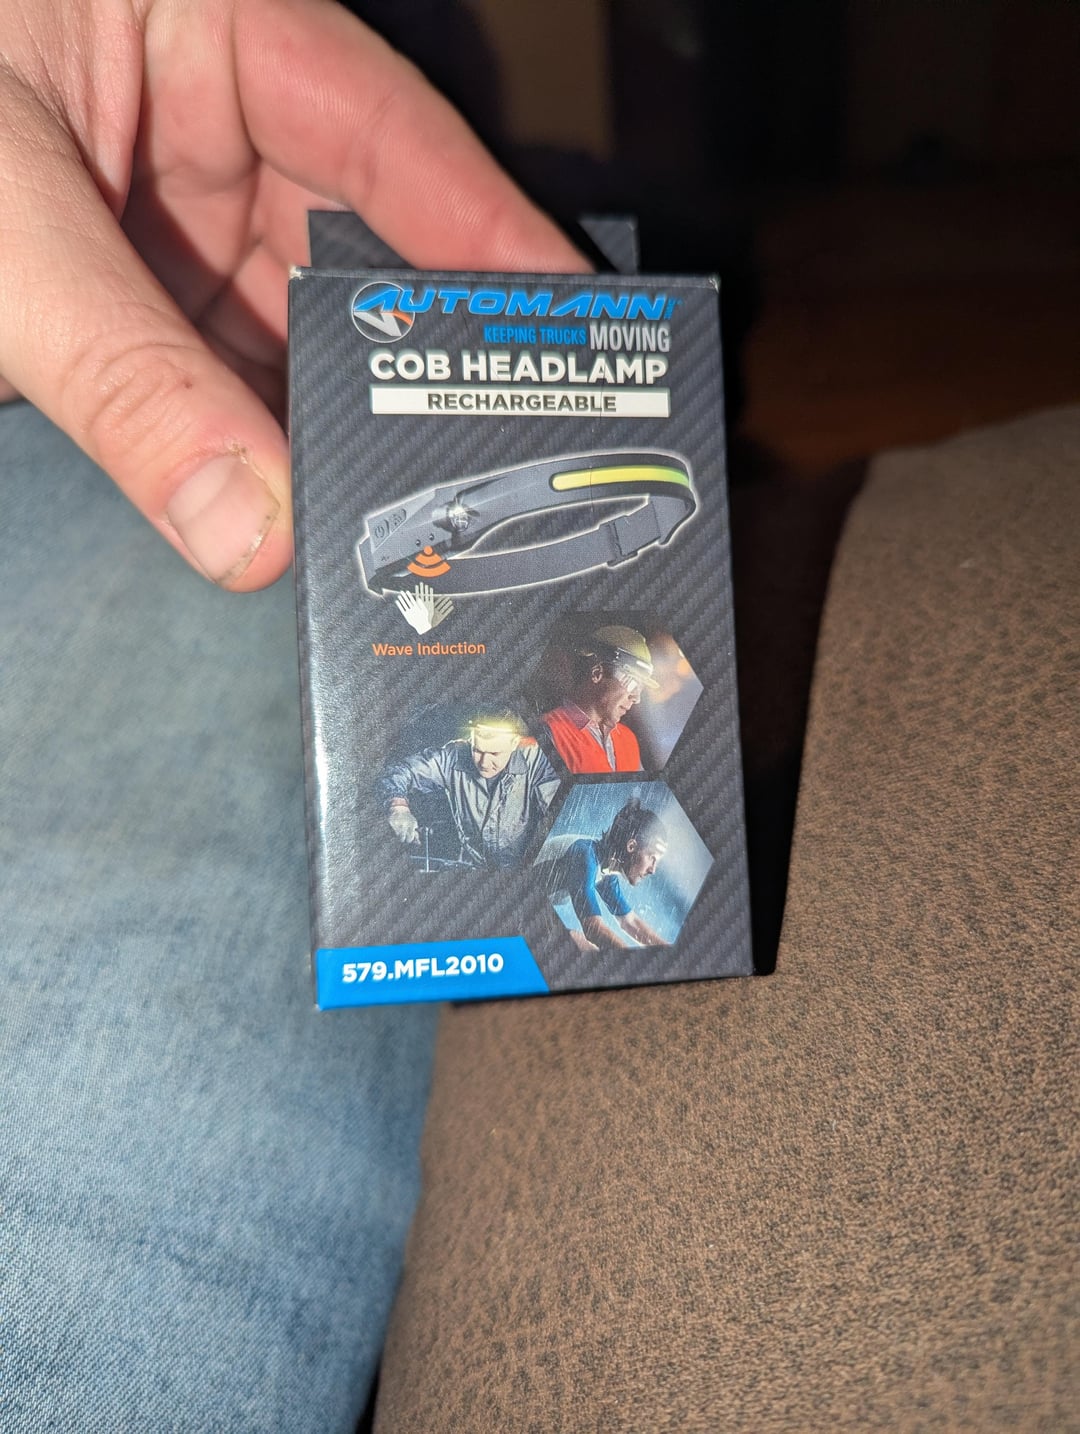 AUTOMANN
KEEPING TRUCKS MOVING
COB HEADLAMP
RECHARGEABLE
Wave Induction
579.MFL2010